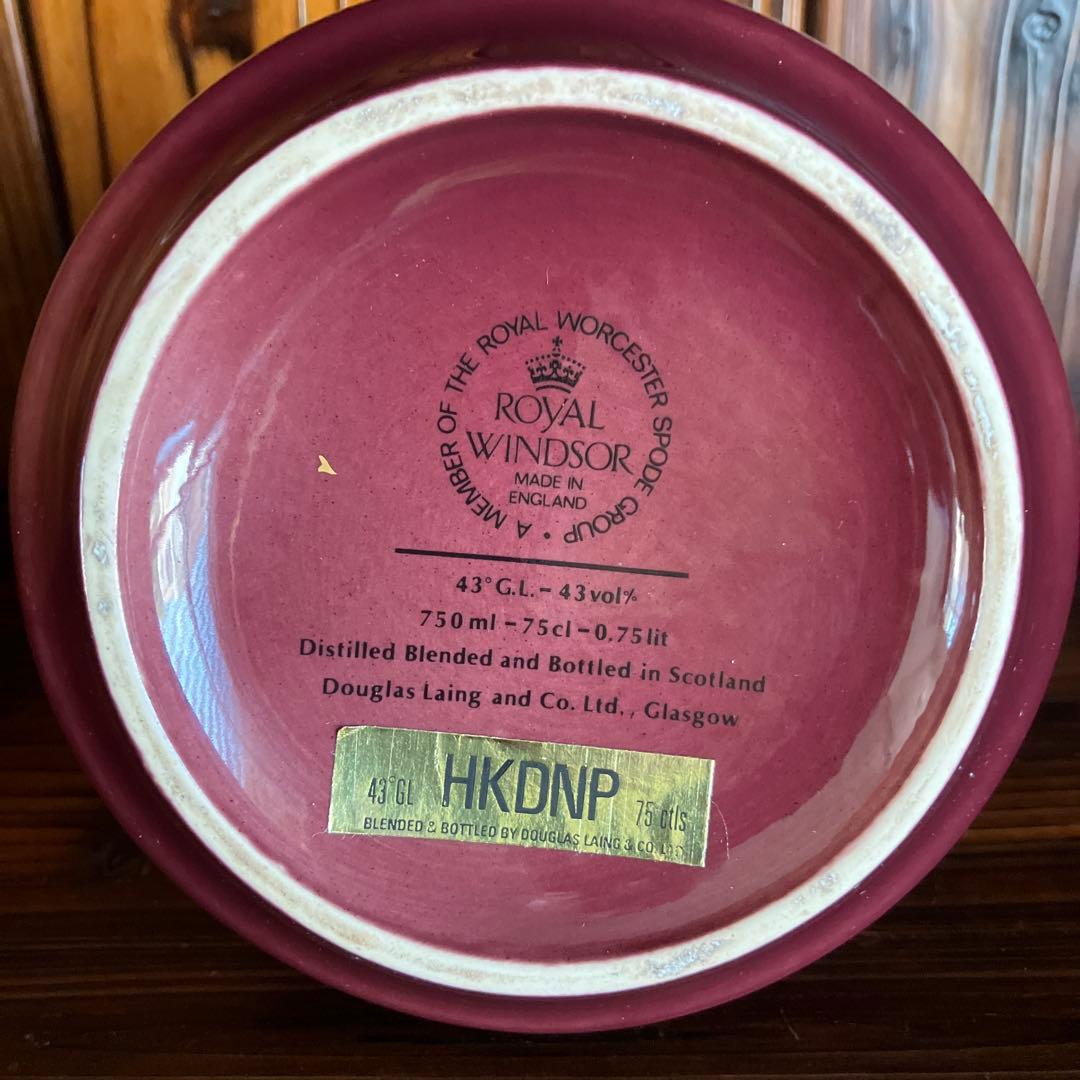 A MEMBER OF THE ROYAL WORCESTER SPODE GROUP •
ROYAL
WINDSOR
MADE IN
ENGLAND
43° G.L. – 43 vol%
750 ml – 75 cl – 0.75 lit
Distilled Blended and Bottled in Scotland
Douglas Laing and Co. Ltd., Glasgow
43°GL HKDNP 75 ctls
BLENDED & BOTTLED BY DOUGLAS LAING & CO. LTD